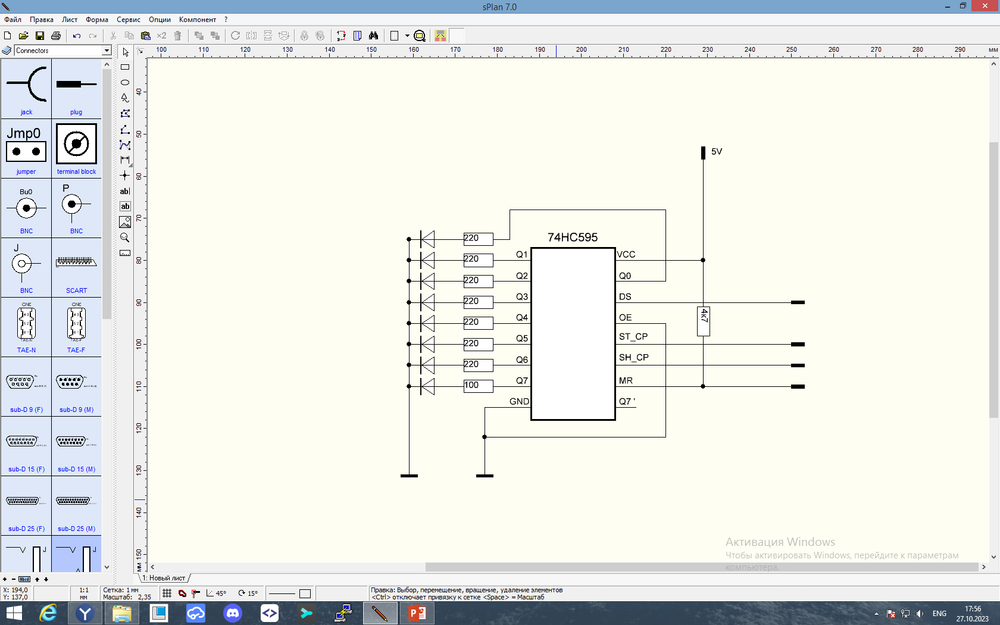 sPlan 7.0
Файл Правка Лист Форма Сервис Опции Компонент ?
×2
Connectors
100 110 120 130 140 150 160 170 180 190 200 210 220 230 240 250 260 270 280 290 мм
40
50
60
70
80
90
100
110
120
130
140
150
мм
jack plug
Jmp0
jumper terminal block
Bu0 P
BNC BNC
J
BNC SCART
TAE-N TAE-F
sub-D 9 (F) sub-D 9 (M)
sub-D 15 (F) sub-D 15 (M)
sub-D 25 (F) sub-D 25 (M)
J J
ab|
ab
5V
74HC595
220
220 Q1 VCC
220 Q2 Q0
220 Q3 DS
220 Q4 OE
4k7
220 Q5 ST_CP
220 Q6 SH_CP
100 Q7 MR
GND Q7 '
Активация Windows
Чтобы активировать Windows, перейдите к параметрам
компьютера.
+ − Abcd
1: Новый лист
X: 194,0
Y: 137,0
1:1
мм
Сетка: 1 мм
Масштаб: 2,35
45° 15°
Правка: Выбор, перемещение, вращение, удаление элементов
<Ctrl> отключает привязку к сетке <Space> = Масштаб
ENG
17:56
27.10.2023